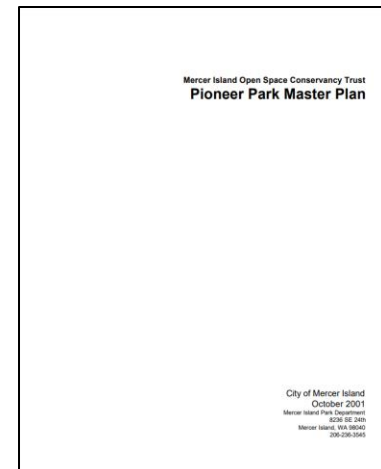 Mercer Island Open Space Conservancy Trust
Pioneer Park Master Plan
City of Mercer Island
October 2001
Mercer Island Park Department
8236 SE 24th
Mercer Island, WA 98040
206-236-3545